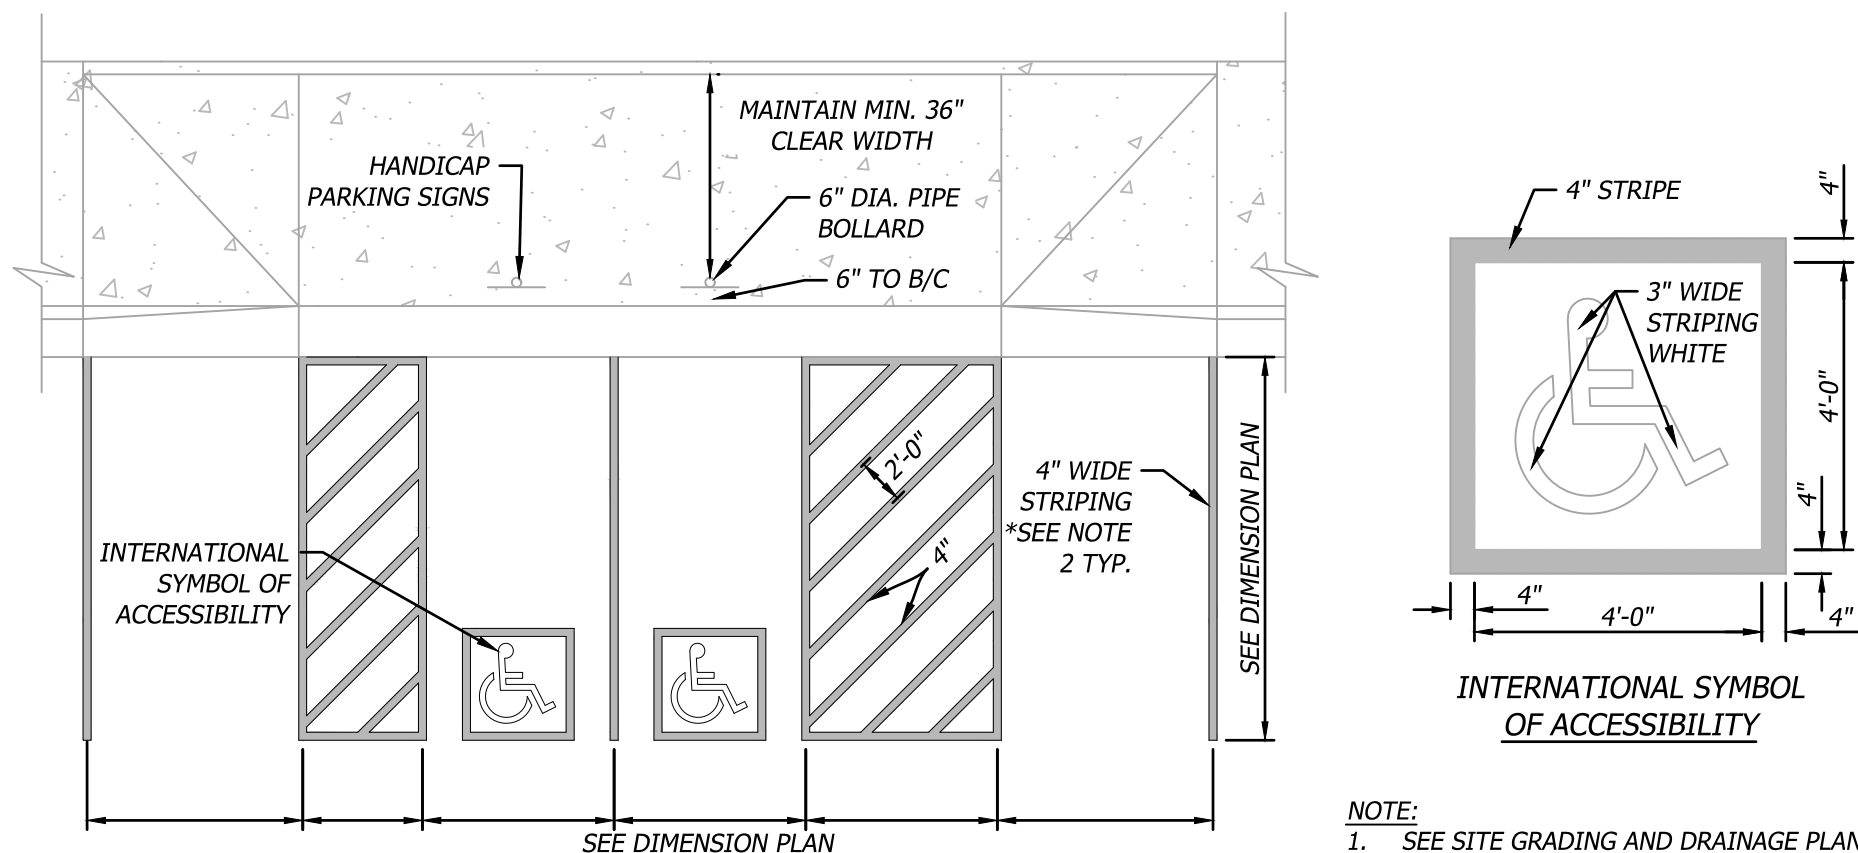 MAINTAIN MIN. 36"
CLEAR WIDTH
HANDICAP
PARKING SIGNS
6" DIA. PIPE
BOLLARD
6" TO B/C
2'-0"
4"
4" WIDE
STRIPING
*SEE NOTE
2 TYP.
SEE DIMENSION PLAN
INTERNATIONAL
SYMBOL OF
ACCESSIBILITY
SEE DIMENSION PLAN
4" STRIPE
4"
3" WIDE
STRIPING
WHITE
4'-0"
4"
4"
4'-0"
4"
INTERNATIONAL SYMBOL
OF ACCESSIBILITY
NOTE:
1. SEE SITE GRADING AND DRAINAGE PLAN